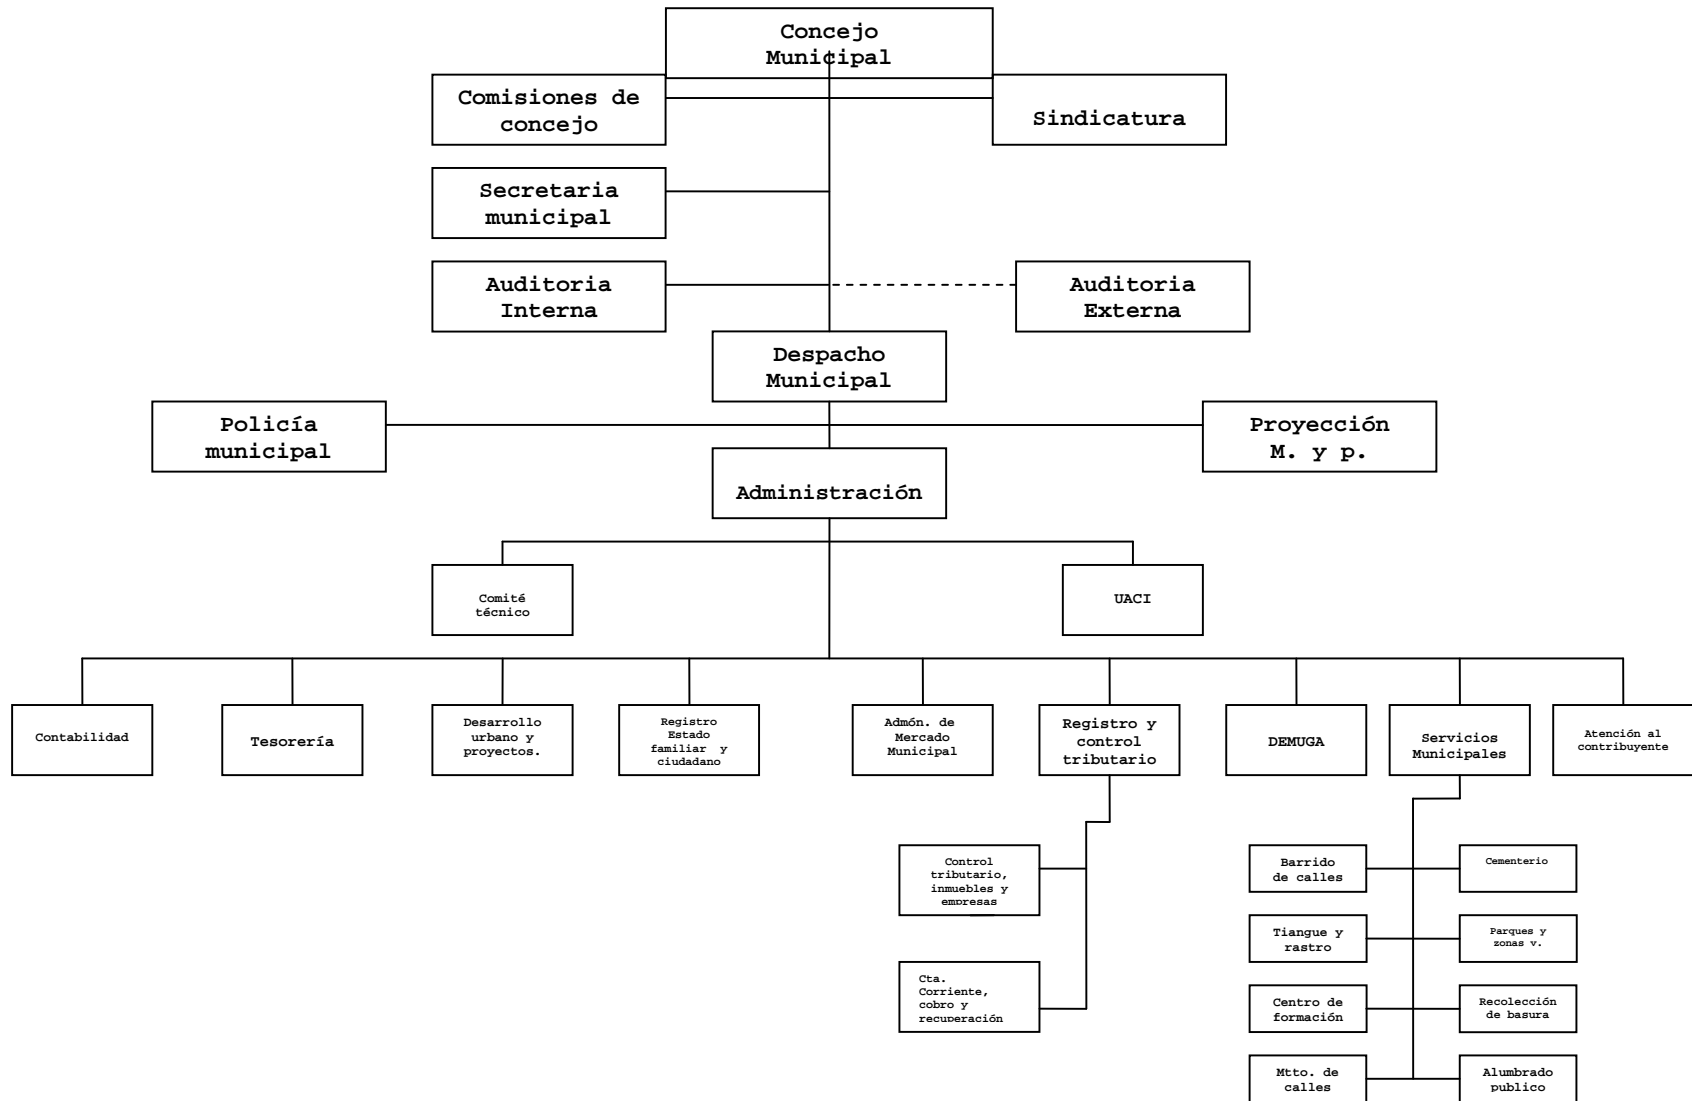 Concejo
Municipal
Comisiones de
concejo
Sindicatura
Secretaria
municipal
Auditoria
Interna
Auditoria
Externa
Despacho
Municipal
Policía
municipal
Proyección
M. y p.
Administración
Comité
técnico
UACI
Contabilidad
Tesorería
Desarrollo
urbano y
proyectos.
Registro
Estado
familiar y
ciudadano
Admón. de
Mercado
Municipal
Registro y
control
tributario
DEMUGA
Servicios
Municipales
Atención al
contribuyente
Control
tributario,
inmuebles y
empresas
Cta.
Corriente,
cobro y
recuperación
Barrido
de calles
Cementerio
Tiangue y
rastro
Parques y
zonas v.
Centro de
formación
Recolección
de basura
Mtto. de
calles
Alumbrado
publico